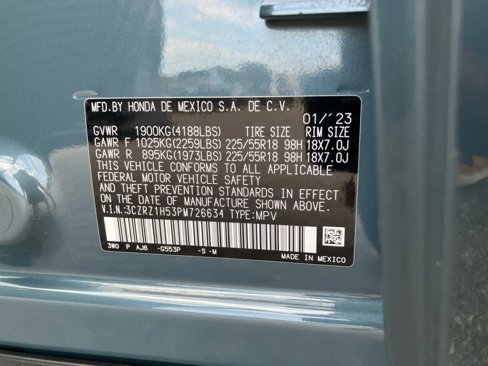 MFD.BY HONDA DE MEXICO S.A. DE C.V.
01/´23
GVWR 1900KG(4188LBS) TIRE SIZE RIM SIZE
GAWR F 1025KG(2259LBS) 225/55R18 98H 18X7.0J
GAWR R 895KG(1973LBS) 225/55R18 98H 18X7.0J
THIS VEHICLE CONFORMS TO ALL APPLICABLE
FEDERAL MOTOR VEHICLE SAFETY
AND THEFT PREVENTION STANDARDS IN EFFECT
ON THE DATE OF MANUFACTURE SHOWN ABOVE.
V.I.N:3CZRZ1H53PM726634 TYPE:MPV
3WO P AJ8 -G553P -S -M
MADE IN MEXICO